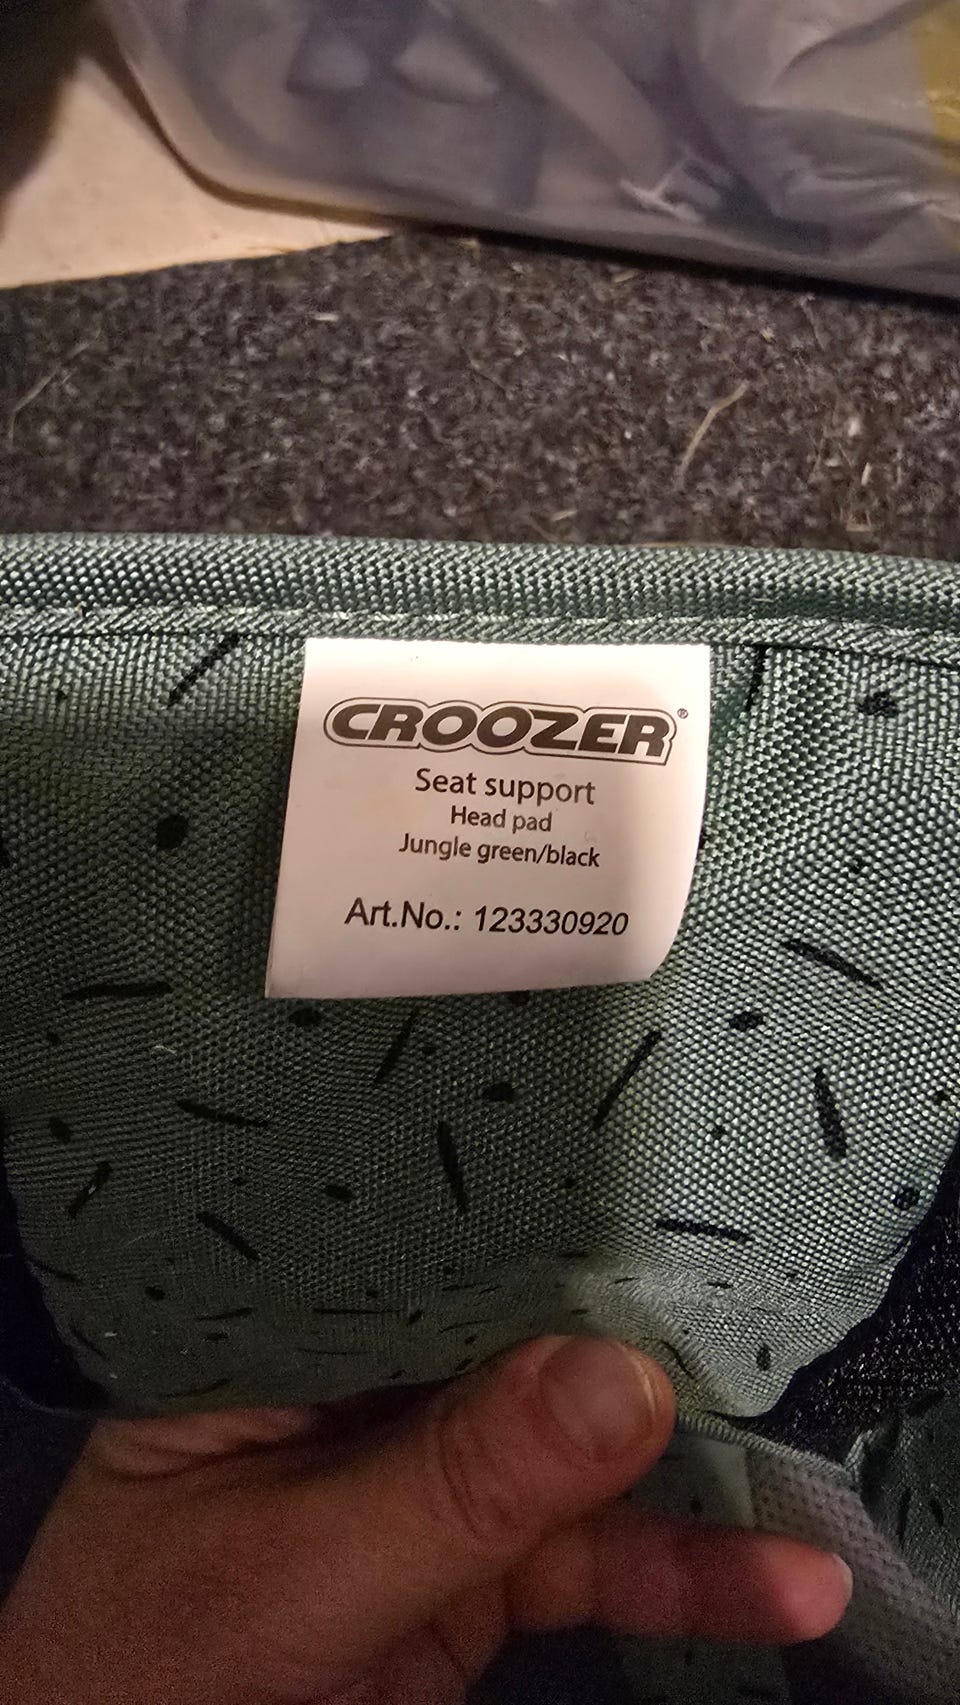 CROOZER®
Seat support
Head pad
Jungle green/black
Art.No.: 123330920